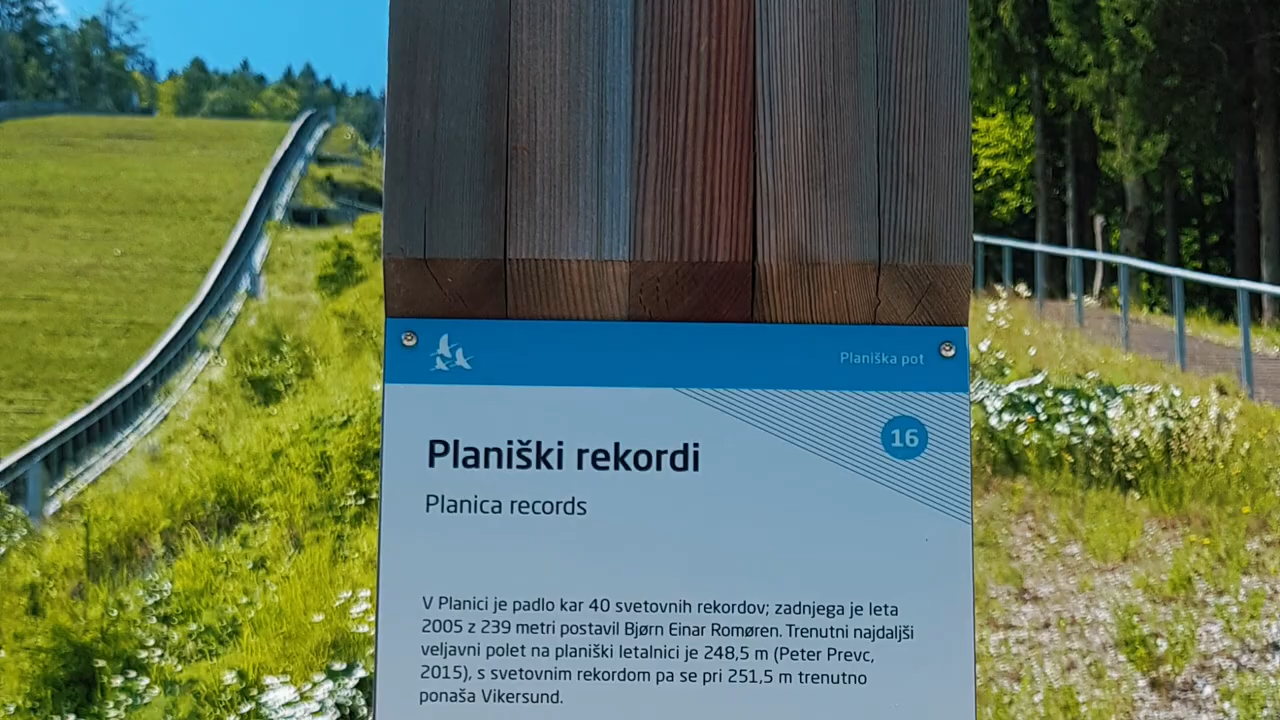 Planiška pot
16
Planiški rekordi
Planica records
V Planici je padlo kar 40 svetovnih rekordov; zadnjega je leta
2005 z 239 metri postavil Bjørn Einar Romøren. Trenutni najdaljši
veljavni polet na planiški letalnici je 248,5 m (Peter Prevc,
2015), s svetovnim rekordom pa se pri 251,5 m trenutno
ponaša Vikersund.